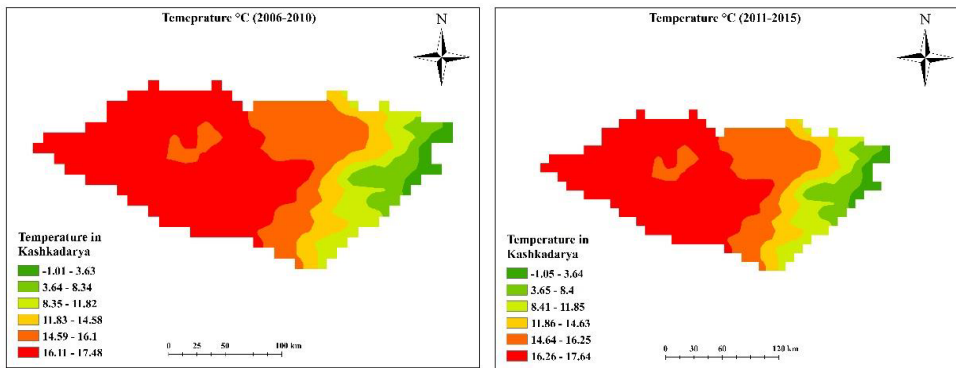 Temeprature °C (2006-2010)
N
Temperature in
Kashkadarya
-1.01 - 3.63
3.64 - 8.34
8.35 - 11.82
11.83 - 14.58
14.59 - 16.1
16.11 - 17.48
0 25 50 100 km
Temperature °C (2011-2015)
N
Temperature in
Kashkadarya
-1.05 - 3.64
3.65 - 8.4
8.41 - 11.85
11.86 - 14.63
14.64 - 16.25
16.26 - 17.64
0 30 60 120 km